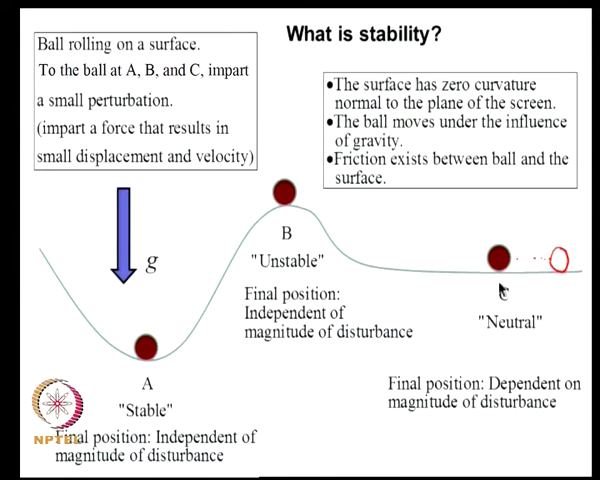 What is stability?
Ball rolling on a surface.
To the ball at A, B, and C, impart
a small perturbation.
(impart a force that results in
small displacement and velocity)
•The surface has zero curvature
normal to the plane of the screen.
•The ball moves under the influence
of gravity.
•Friction exists between ball and the
surface.
g
B
"Unstable"
Final position:
Independent of
magnitude of disturbance
C
"Neutral"
Final position: Dependent on
magnitude of disturbance
A
"Stable"
NPTEL
Final position: Independent of
magnitude of disturbance